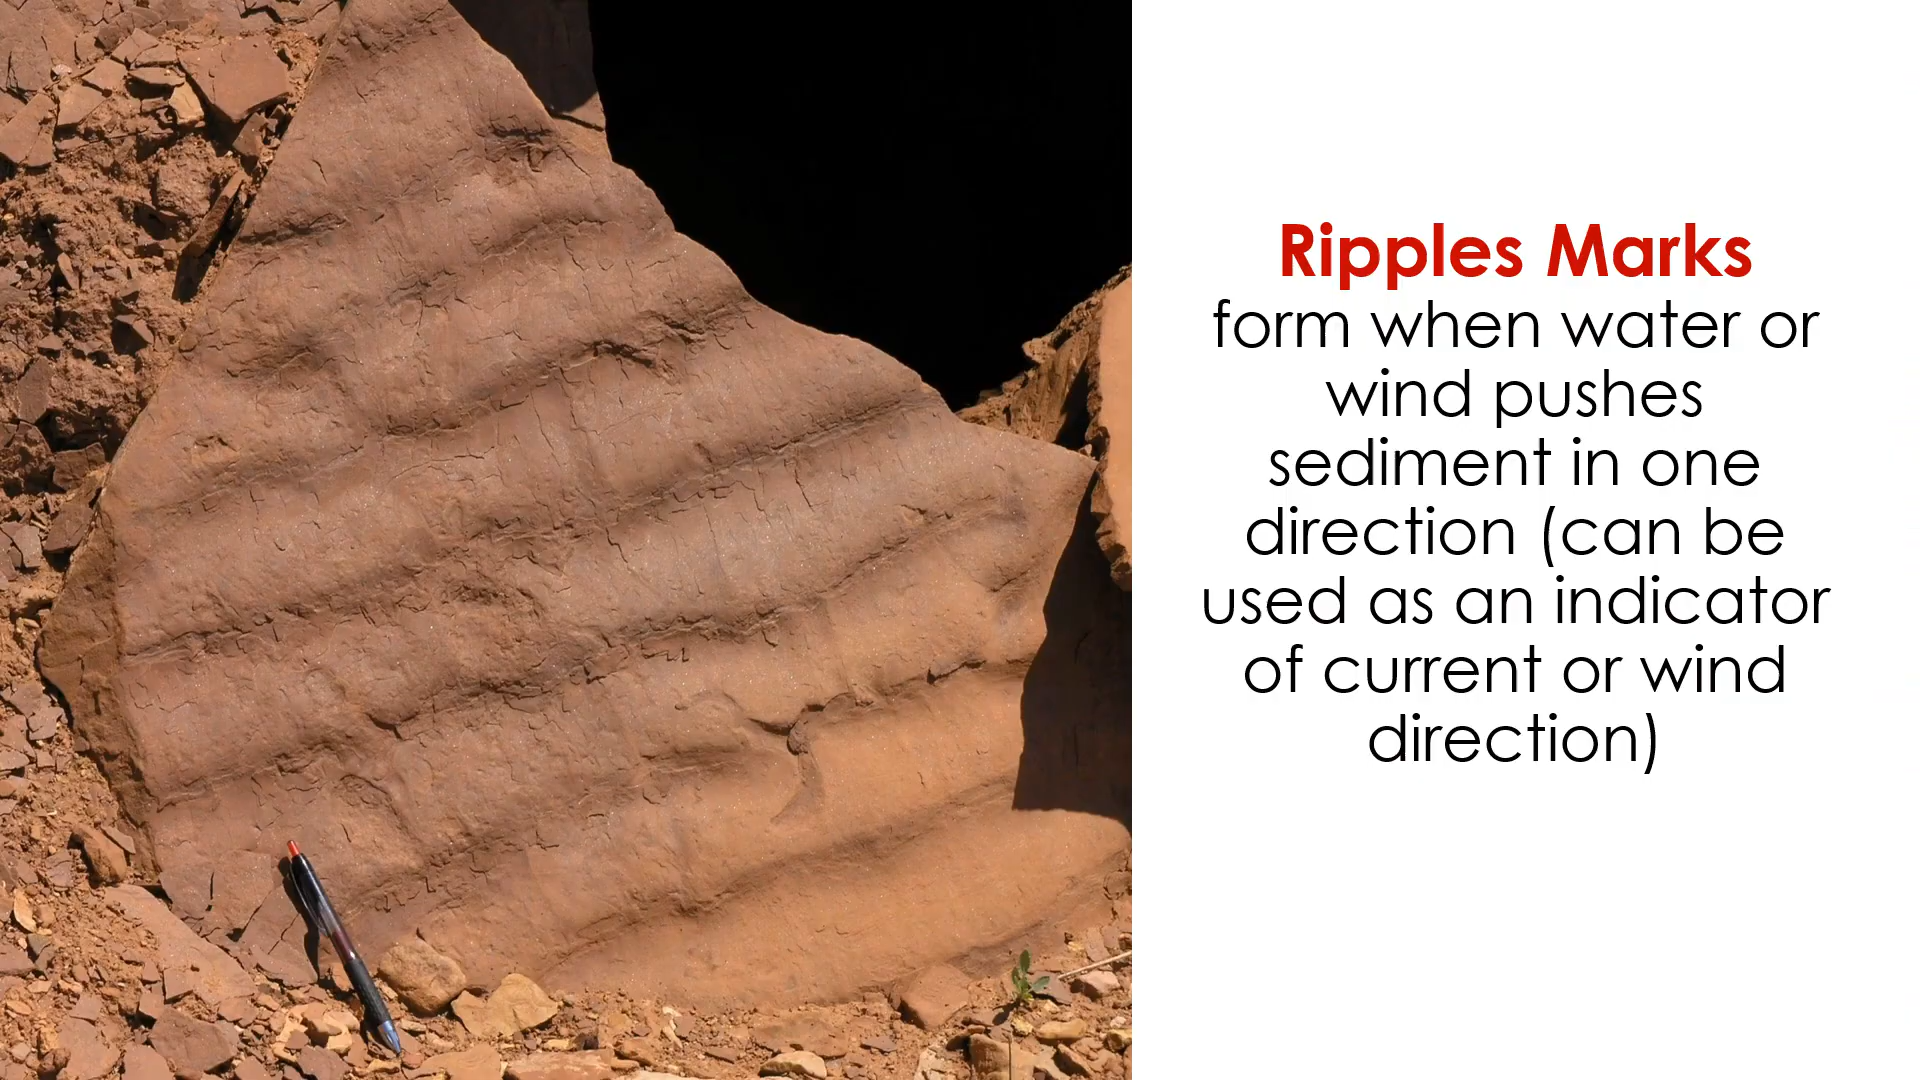 Ripples Marks
form when water or
wind pushes
sediment in one
direction (can be
used as an indicator
of current or wind
direction)